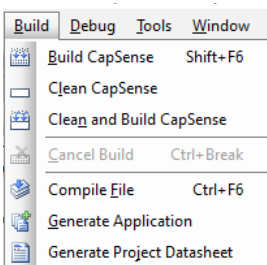 Build Debug Tools Window
Build CapSense Shift+F6
Clean CapSense
Clean and Build CapSense
Cancel Build Ctrl+Break
Compile File Ctrl+F6
Generate Application
Generate Project Datasheet